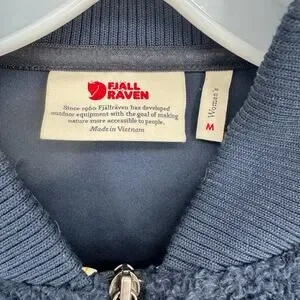 FJÄLL
RÄVEN
Since 1960 Fjällräven has developed
outdoor equipment with the goal of making
nature more accessible to people.
Made in Vietnam
Women's
M